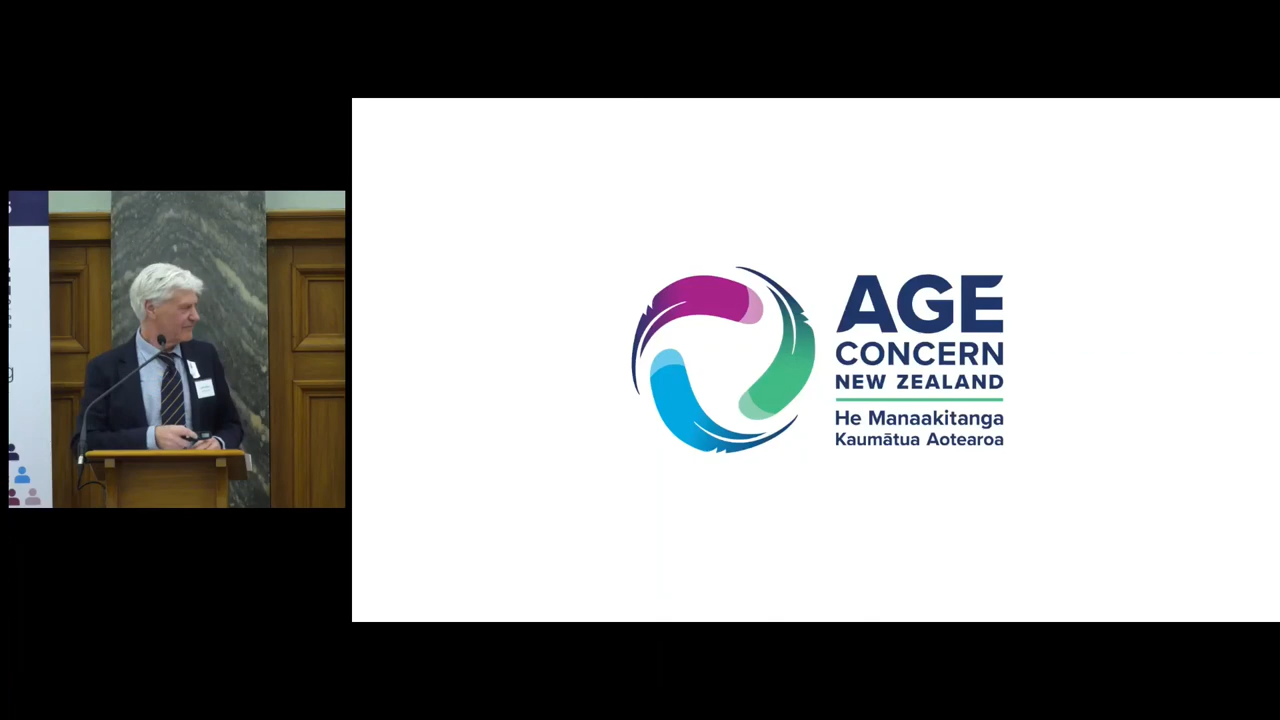 AGE
CONCERN
NEW ZEALAND
He Manaakitanga
Kaumātua Aotearoa